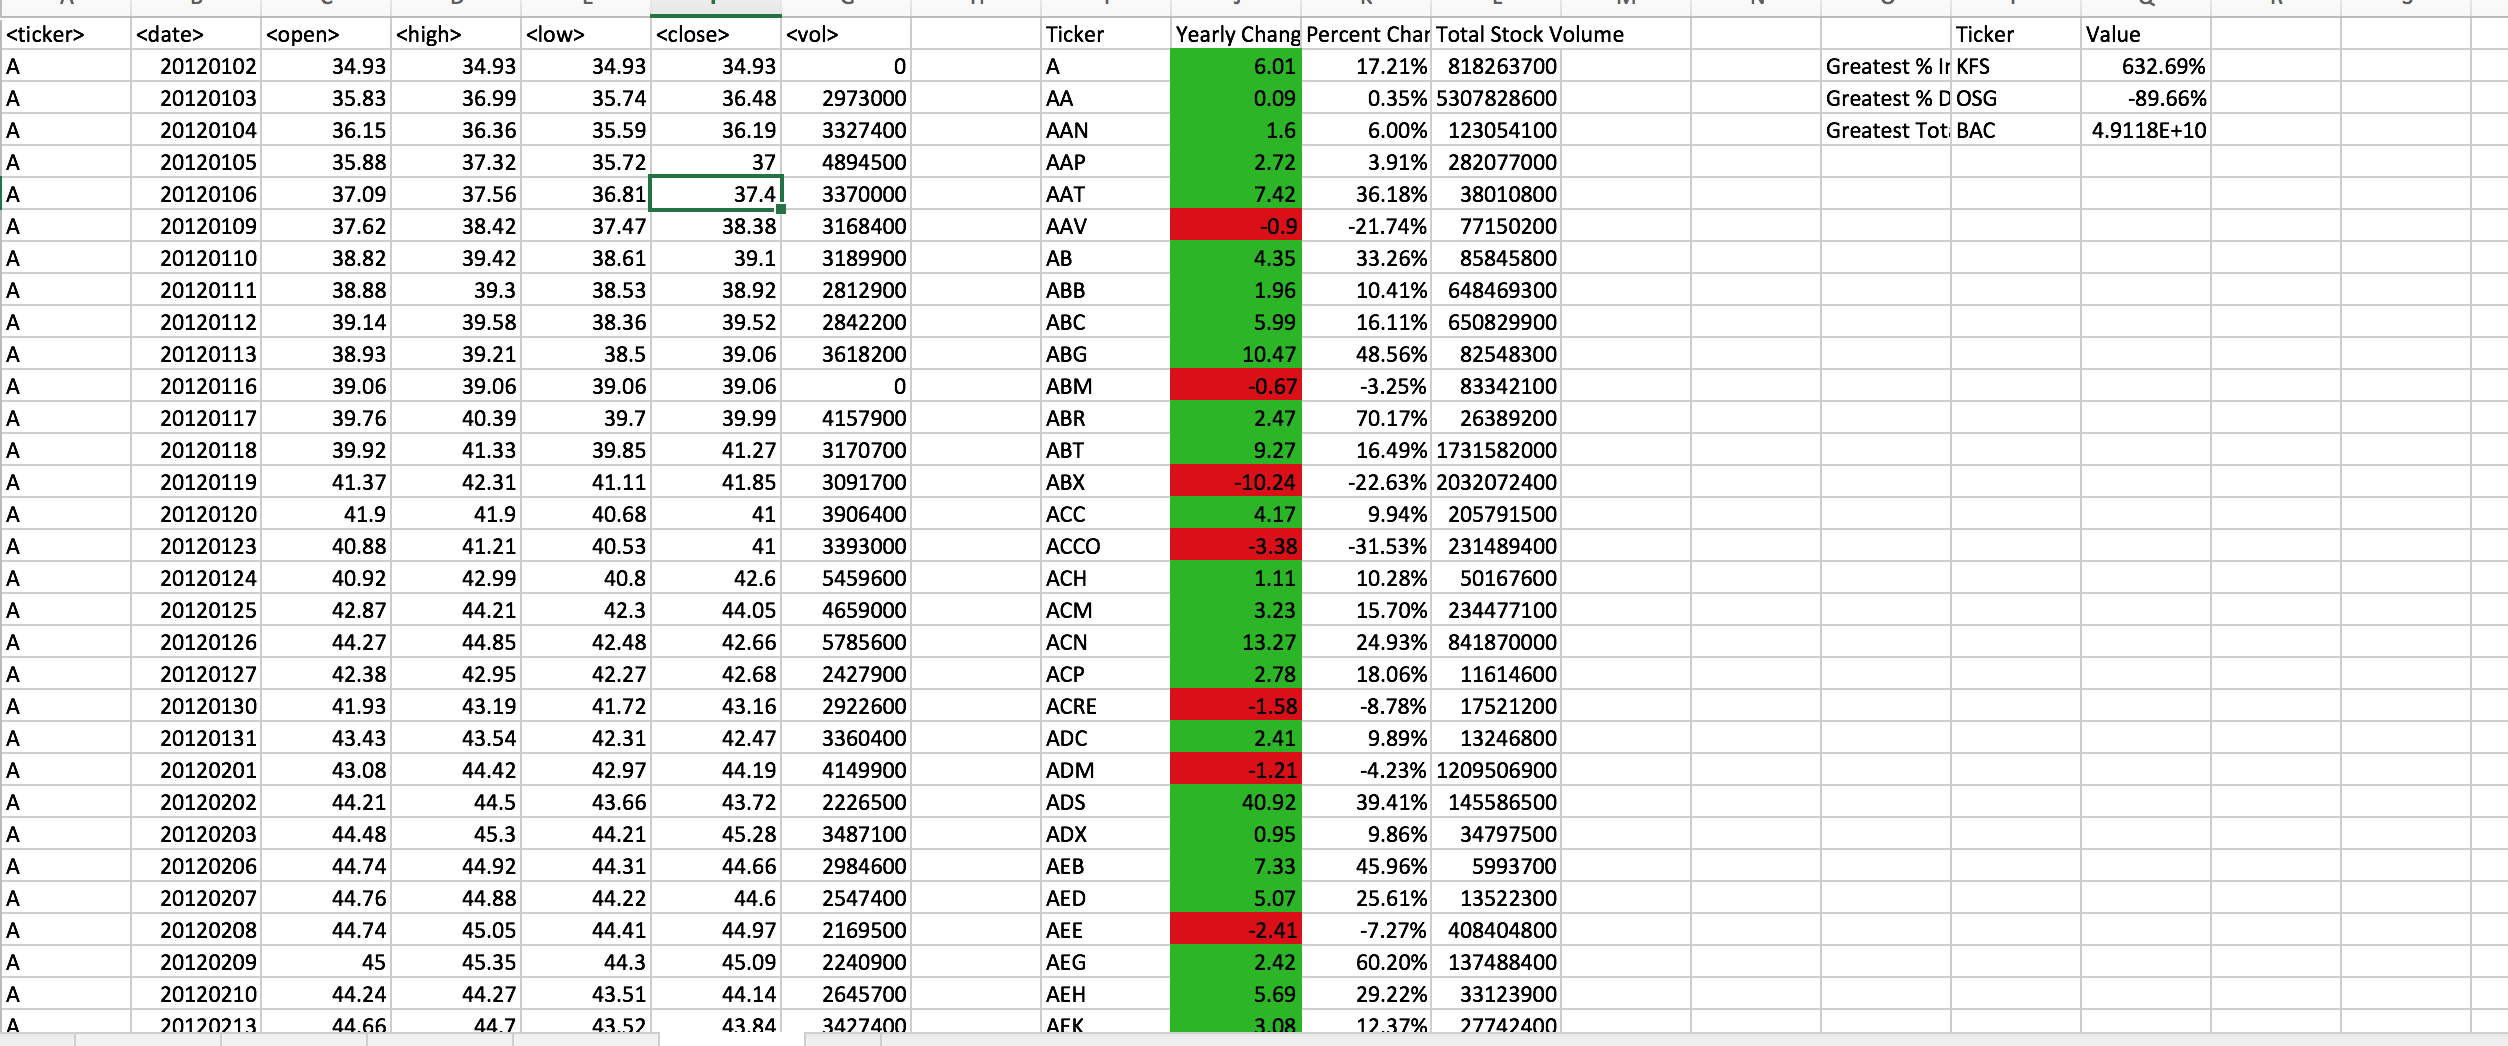 <ticker> <date> <open> <high> <low> <close> <vol> Ticker Yearly Chang Percent Char Total Stock Volume Ticker Value
A 20120102 34.93 34.93 34.93 34.93 0 A 6.01 17.21% 818263700 Greatest % Ir KFS 632.69%
A 20120103 35.83 36.99 35.74 36.48 2973000 AA 0.09 0.35% 5307828600 Greatest % D OSG -89.66%
A 20120104 36.15 36.36 35.59 36.19 3327400 AAN 1.6 6.00% 123054100 Greatest Tot BAC 4.9118E+10
A 20120105 35.88 37.32 35.72 37 4894500 AAP 2.72 3.91% 282077000
A 20120106 37.09 37.56 36.81 37.4 3370000 AAT 7.42 36.18% 38010800
A 20120109 37.62 38.42 37.47 38.38 3168400 AAV -0.9 -21.74% 77150200
A 20120110 38.82 39.42 38.61 39.1 3189900 AB 4.35 33.26% 85845800
A 20120111 38.88 39.3 38.53 38.92 2812900 ABB 1.96 10.41% 648469300
A 20120112 39.14 39.58 38.36 39.52 2842200 ABC 5.99 16.11% 650829900
A 20120113 38.93 39.21 38.5 39.06 3618200 ABG 10.47 48.56% 82548300
A 20120116 39.06 39.06 39.06 39.06 0 ABM -0.67 -3.25% 83342100
A 20120117 39.76 40.39 39.7 39.99 4157900 ABR 2.47 70.17% 26389200
A 20120118 39.92 41.33 39.85 41.27 3170700 ABT 9.27 16.49% 1731582000
A 20120119 41.37 42.31 41.11 41.85 3091700 ABX -10.24 -22.63% 2032072400
A 20120120 41.9 41.9 40.68 41 3906400 ACC 4.17 9.94% 205791500
A 20120123 40.88 41.21 40.53 41 3393000 ACCO -3.38 -31.53% 231489400
A 20120124 40.92 42.99 40.8 42.6 5459600 ACH 1.11 10.28% 50167600
A 20120125 42.87 44.21 42.3 44.05 4659000 ACM 3.23 15.70% 234477100
A 20120126 44.27 44.85 42.48 42.66 5785600 ACN 13.27 24.93% 841870000
A 20120127 42.38 42.95 42.27 42.68 2427900 ACP 2.78 18.06% 11614600
A 20120130 41.93 43.19 41.72 43.16 2922600 ACRE -1.58 -8.78% 17521200
A 20120131 43.43 43.54 42.31 42.47 3360400 ADC 2.41 9.89% 13246800
A 20120201 43.08 44.42 42.97 44.19 4149900 ADM -1.21 -4.23% 1209506900
A 20120202 44.21 44.5 43.66 43.72 2226500 ADS 40.92 39.41% 145586500
A 20120203 44.48 45.3 44.21 45.28 3487100 ADX 0.95 9.86% 34797500
A 20120206 44.74 44.92 44.31 44.66 2984600 AEB 7.33 45.96% 5993700
A 20120207 44.76 44.88 44.22 44.6 2547400 AED 5.07 25.61% 13522300
A 20120208 44.74 45.05 44.41 44.97 2169500 AEE -2.41 -7.27% 408404800
A 20120209 45 45.35 44.3 45.09 2240900 AEG 2.42 60.20% 137488400
A 20120210 44.24 44.27 43.51 44.14 2645700 AEH 5.69 29.22% 33123900
A 20120213 44.66 44.7 43.52 43.84 3427400 AEK 3.08 12.37% 27742400